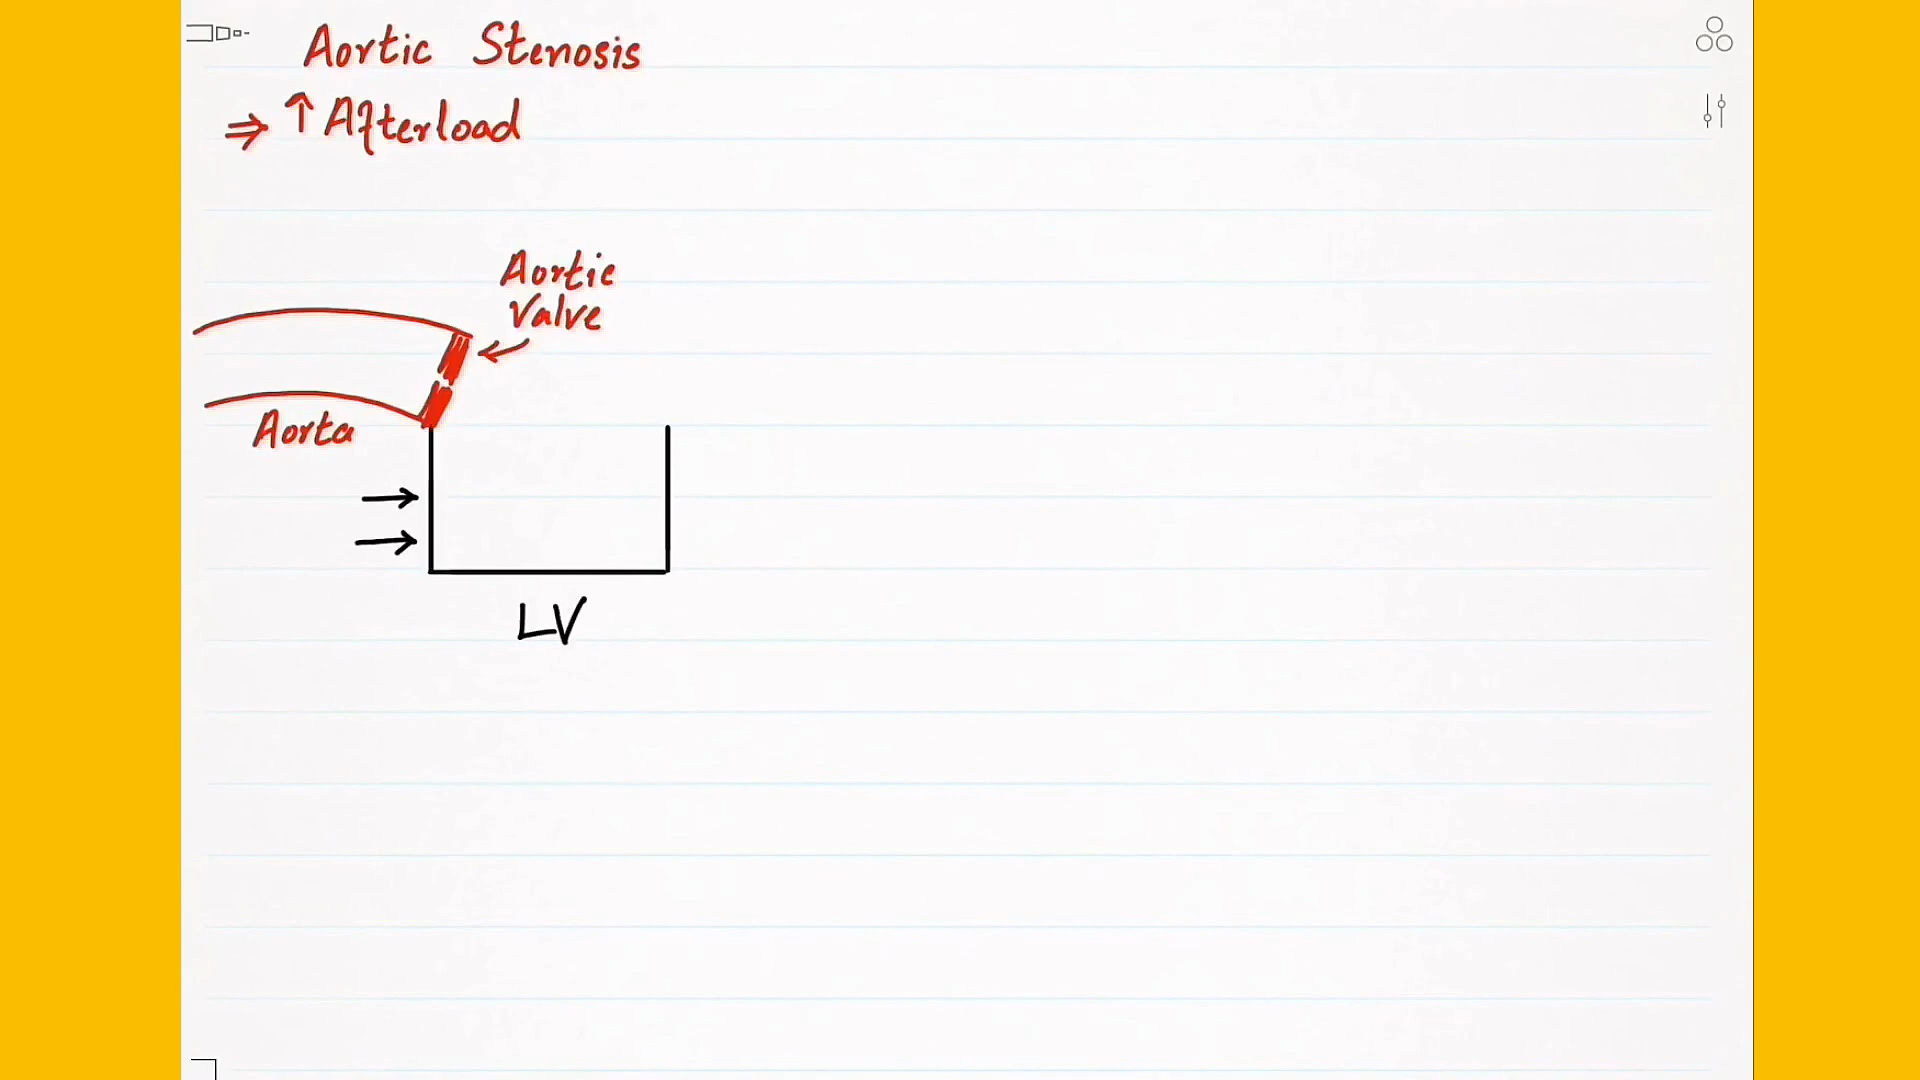 Aortic Stenosis
⇒ ↑ Afterload
Aortic
Valve
Aorta
LV